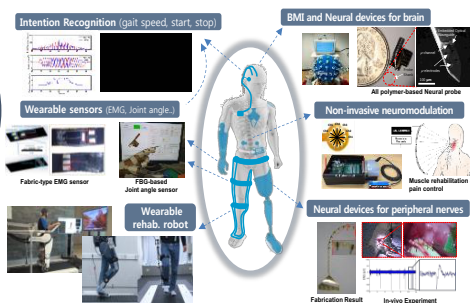 Intention Recognition (gait speed, start, stop)
BMI and Neural devices for brain
All polymer-based Neural probe
Wearable sensors (EMG, Joint angle..)
Fabric-type EMG sensor
FBG-based
Joint angle sensor
Non-invasive neuromodulation
Muscle rehabilitation
pain control
Wearable
rehab. robot
Neural devices for peripheral nerves
Fabrication Result
In-vivo Experiment